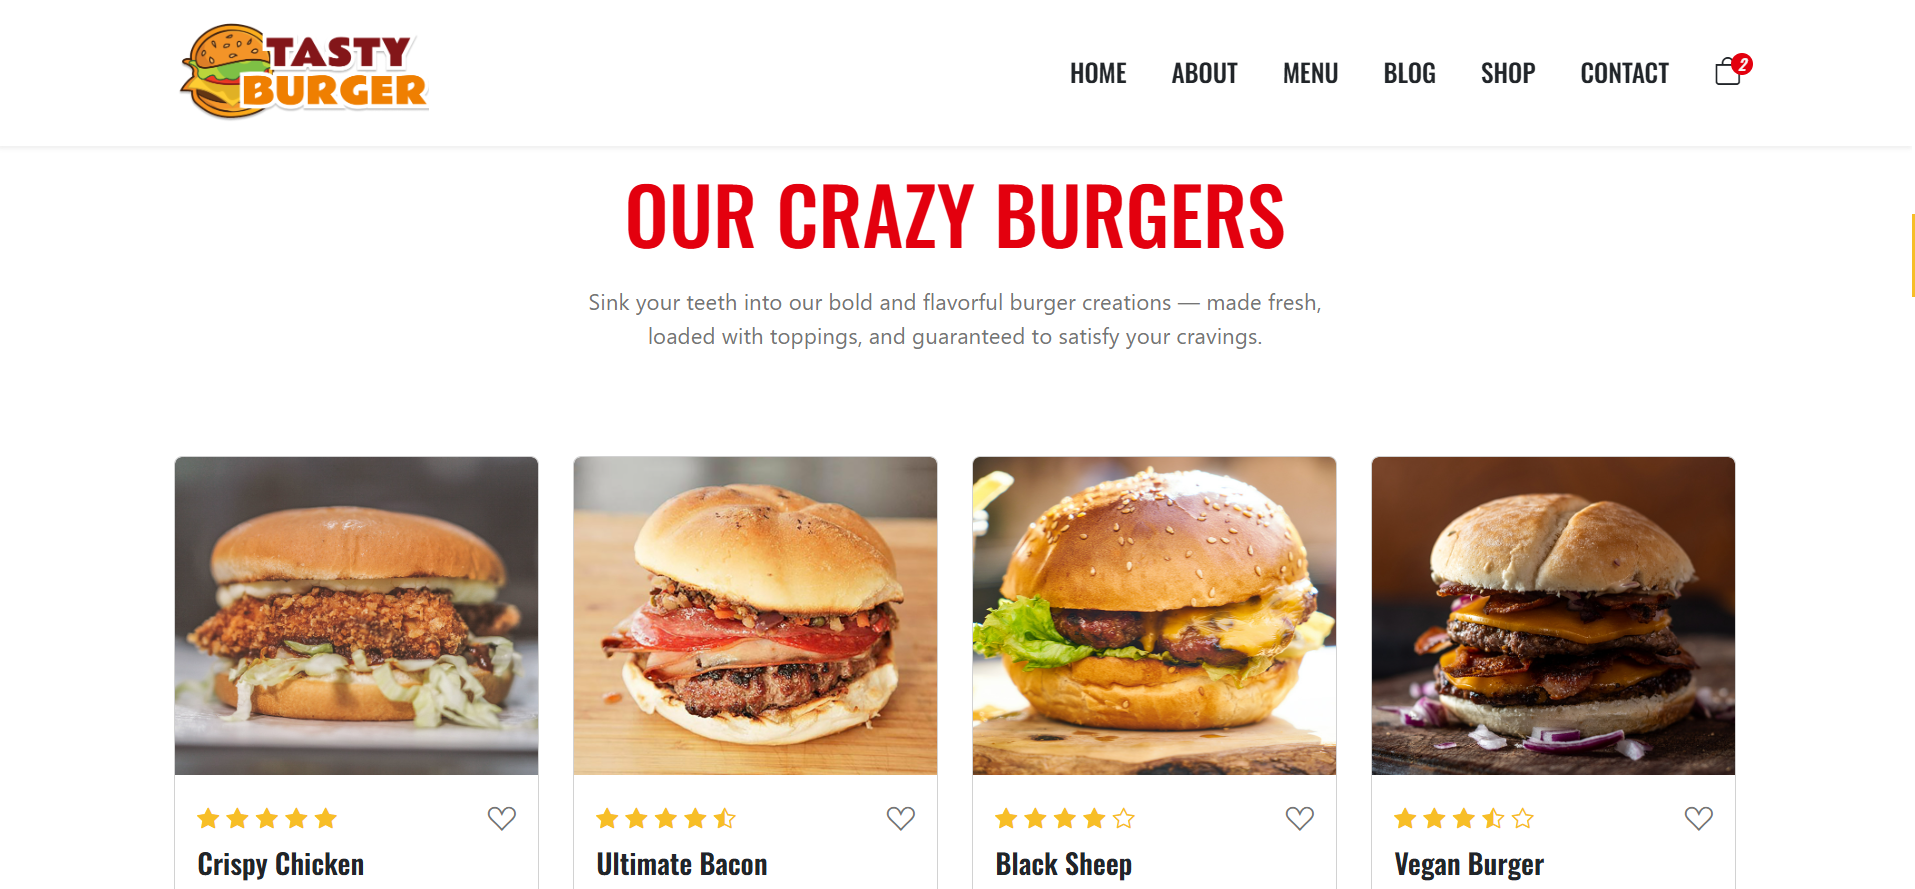 TASTY
BURGER
HOME ABOUT MENU BLOG SHOP CONTACT 2
OUR CRAZY BURGERS
Sink your teeth into our bold and flavorful burger creations — made fresh,
loaded with toppings, and guaranteed to satisfy your cravings.
Crispy Chicken
Ultimate Bacon
Black Sheep
Vegan Burger